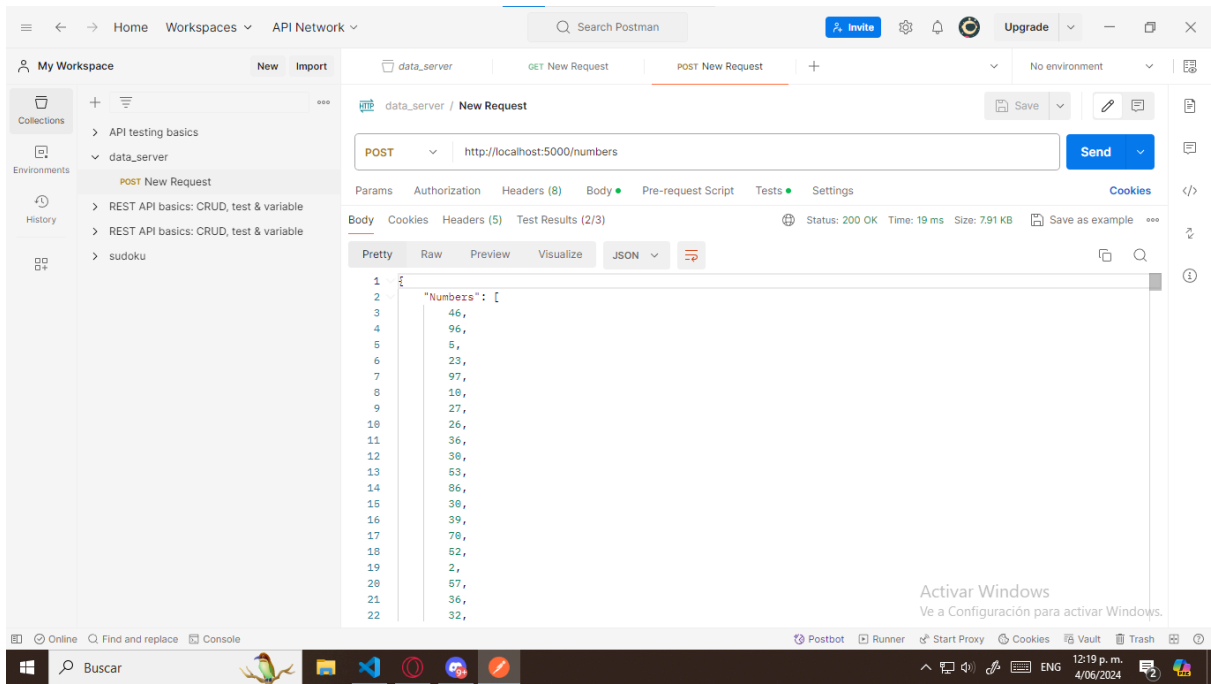 Home Workspaces API Network Search Postman Invite Upgrade
My Workspace New Import data_server GET New Request POST New Request No environment
Collections
Environments
History
API testing basics
data_server
POST New Request
REST API basics: CRUD, test & variable
REST API basics: CRUD, test & variable
sudoku
HTTP data_server / New Request Save
POST http://localhost:5000/numbers Send
Params Authorization Headers (8) Body Pre-request Script Tests Settings Cookies
Body Cookies Headers (5) Test Results (2/3) Status: 200 OK Time: 19 ms Size: 7.91 KB Save as example
Pretty Raw Preview Visualize JSON
1 {
2 "Numbers": [
3 46,
4 96,
5 5,
6 23,
7 97,
8 10,
9 27,
10 26,
11 36,
12 30,
13 53,
14 86,
15 30,
16 39,
17 70,
18 52,
19 2,
20 57,
21 36,
22 32,
Activar Windows
Ve a Configuración para activar Windows.
Online Find and replace Console Postbot Runner Start Proxy Cookies Vault Trash
Buscar 9+ ENG 12:19 p. m. 2
4/06/2024